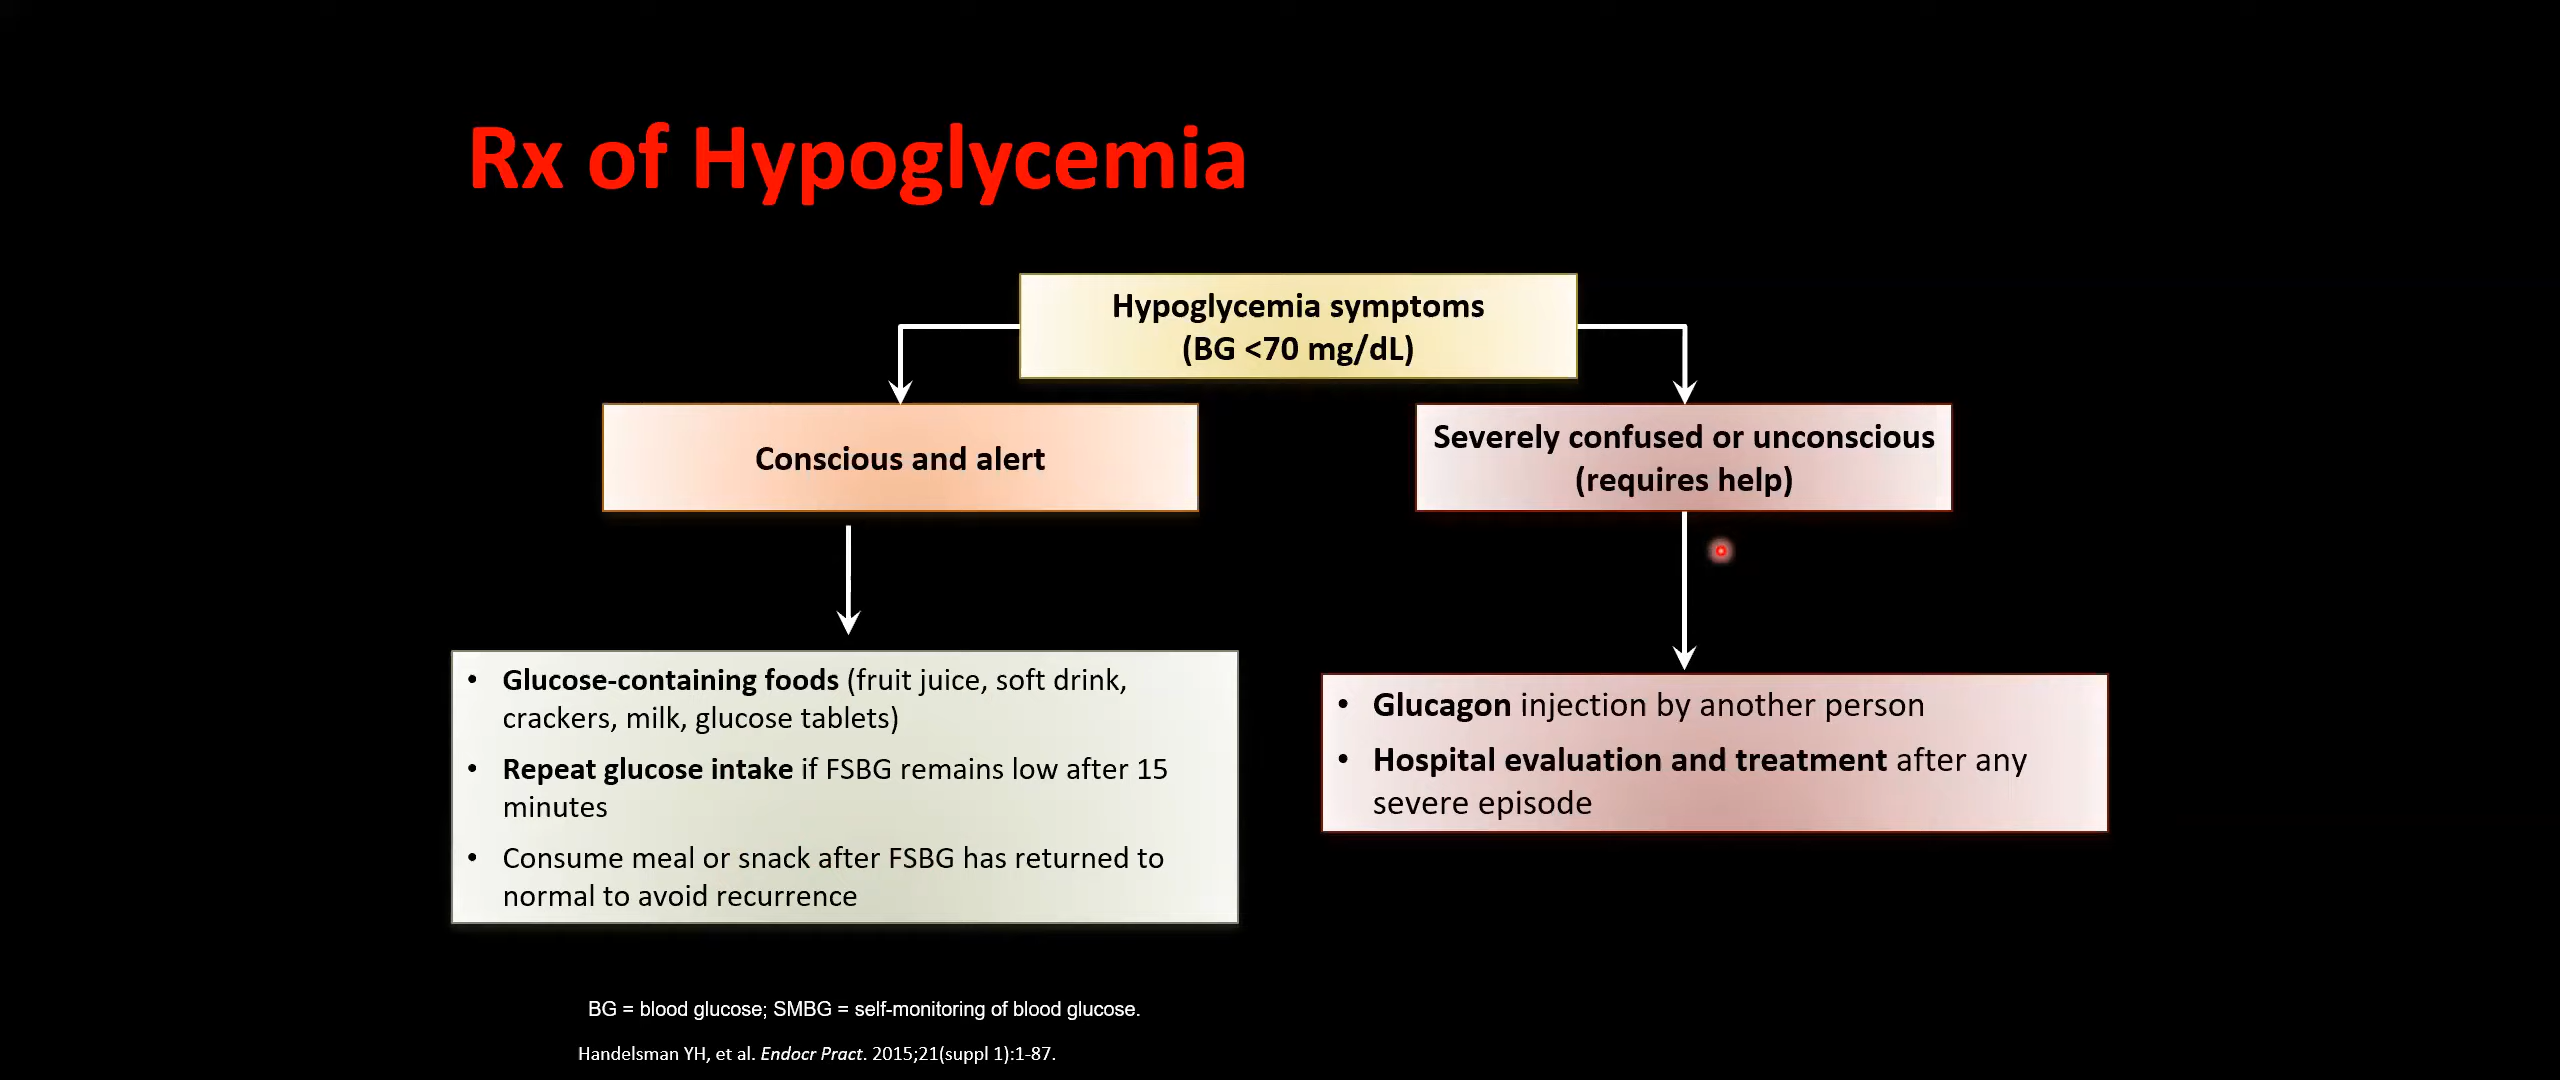 Rx of Hypoglycemia
Hypoglycemia symptoms
(BG <70 mg/dL)
Conscious and alert
Severely confused or unconscious
(requires help)
• Glucose-containing foods (fruit juice, soft drink,
crackers, milk, glucose tablets)
• Repeat glucose intake if FSBG remains low after 15
minutes
• Consume meal or snack after FSBG has returned to
normal to avoid recurrence
• Glucagon injection by another person
• Hospital evaluation and treatment after any
severe episode
BG = blood glucose; SMBG = self-monitoring of blood glucose.
Handelsman YH, et al. Endocr Pract. 2015;21(suppl 1):1-87.